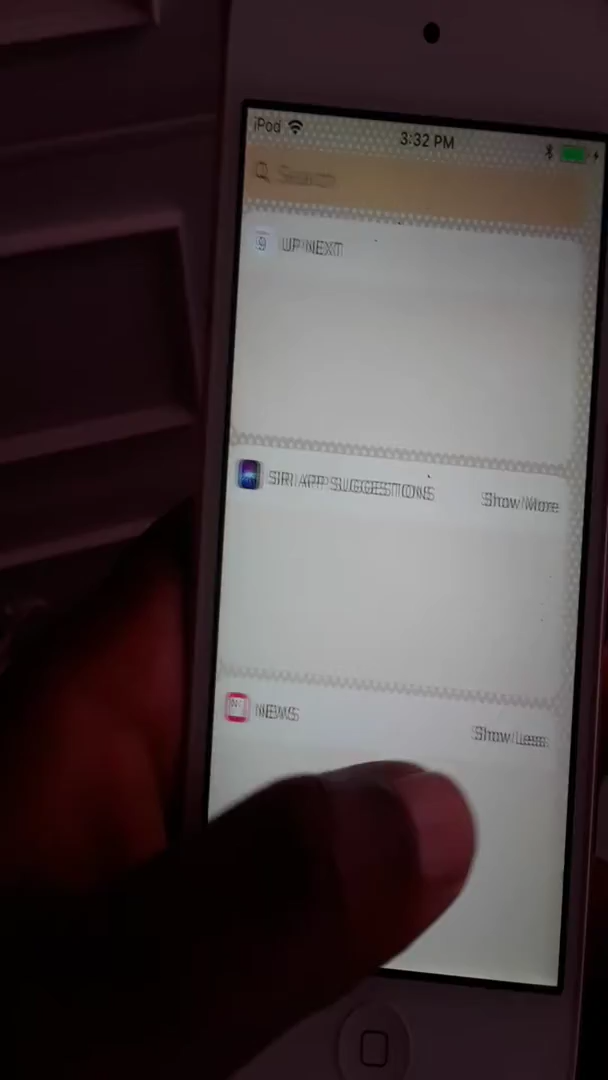 iPod
3:32 PM
Search
UP NEXT
SIRI APP SUGGESTIONS
Show More
NEWS
Show Less